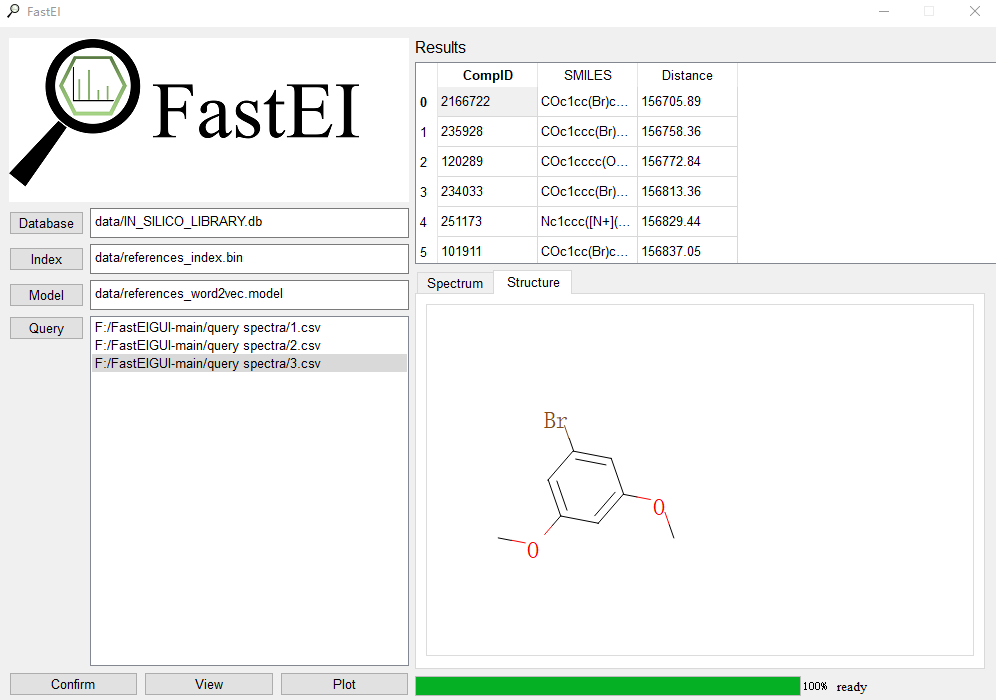 FastEI
FastEI
Results
CompID SMILES Distance
0 2166722 COc1cc(Br)c... 156705.89
1 235928 COc1ccc(Br)... 156758.36
2 120289 COc1cccc(O... 156772.84
3 234033 COc1ccc(Br)... 156813.36
4 251173 Nc1ccc([N+](... 156829.44
5 101911 COc1cc(Br)c... 156837.05
Database data/IN_SILICO_LIBRARY.db
Index data/references_index.bin
Model data/references_word2vec.model
Query
F:/FastEIGUI-main/query spectra/1.csv
F:/FastEIGUI-main/query spectra/2.csv
F:/FastEIGUI-main/query spectra/3.csv
Spectrum Structure
Br
O
O
Confirm View Plot
100% ready